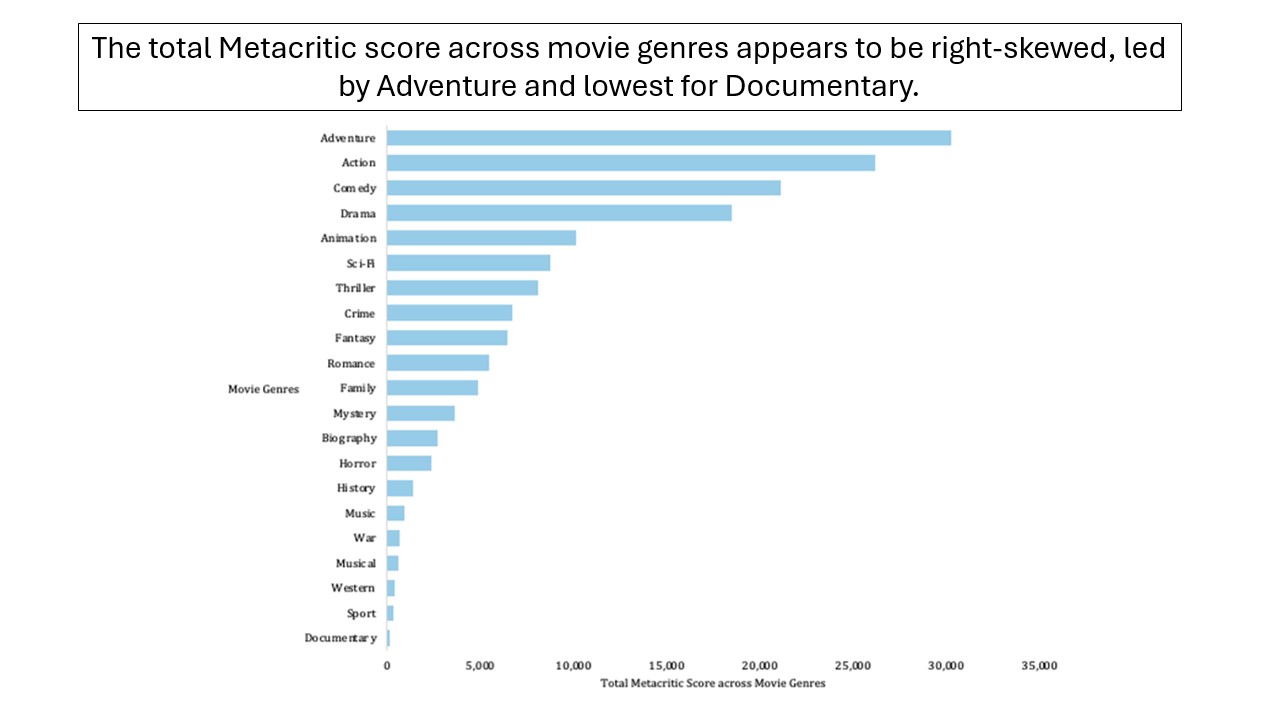 The total Metacritic score across movie genres appears to be right-skewed, led
by Adventure and lowest for Documentary.
Adventure
Action
Comedy
Drama
Animation
Sci-Fi
Thriller
Crime
Fantasy
Romance
Movie Genres
Family
Mystery
Biography
Horror
History
Music
War
Musical
Western
Sport
Documentary
0 5,000 10,000 15,000 20,000 25,000 30,000 35,000
Total Metacritic Score across Movie Genres